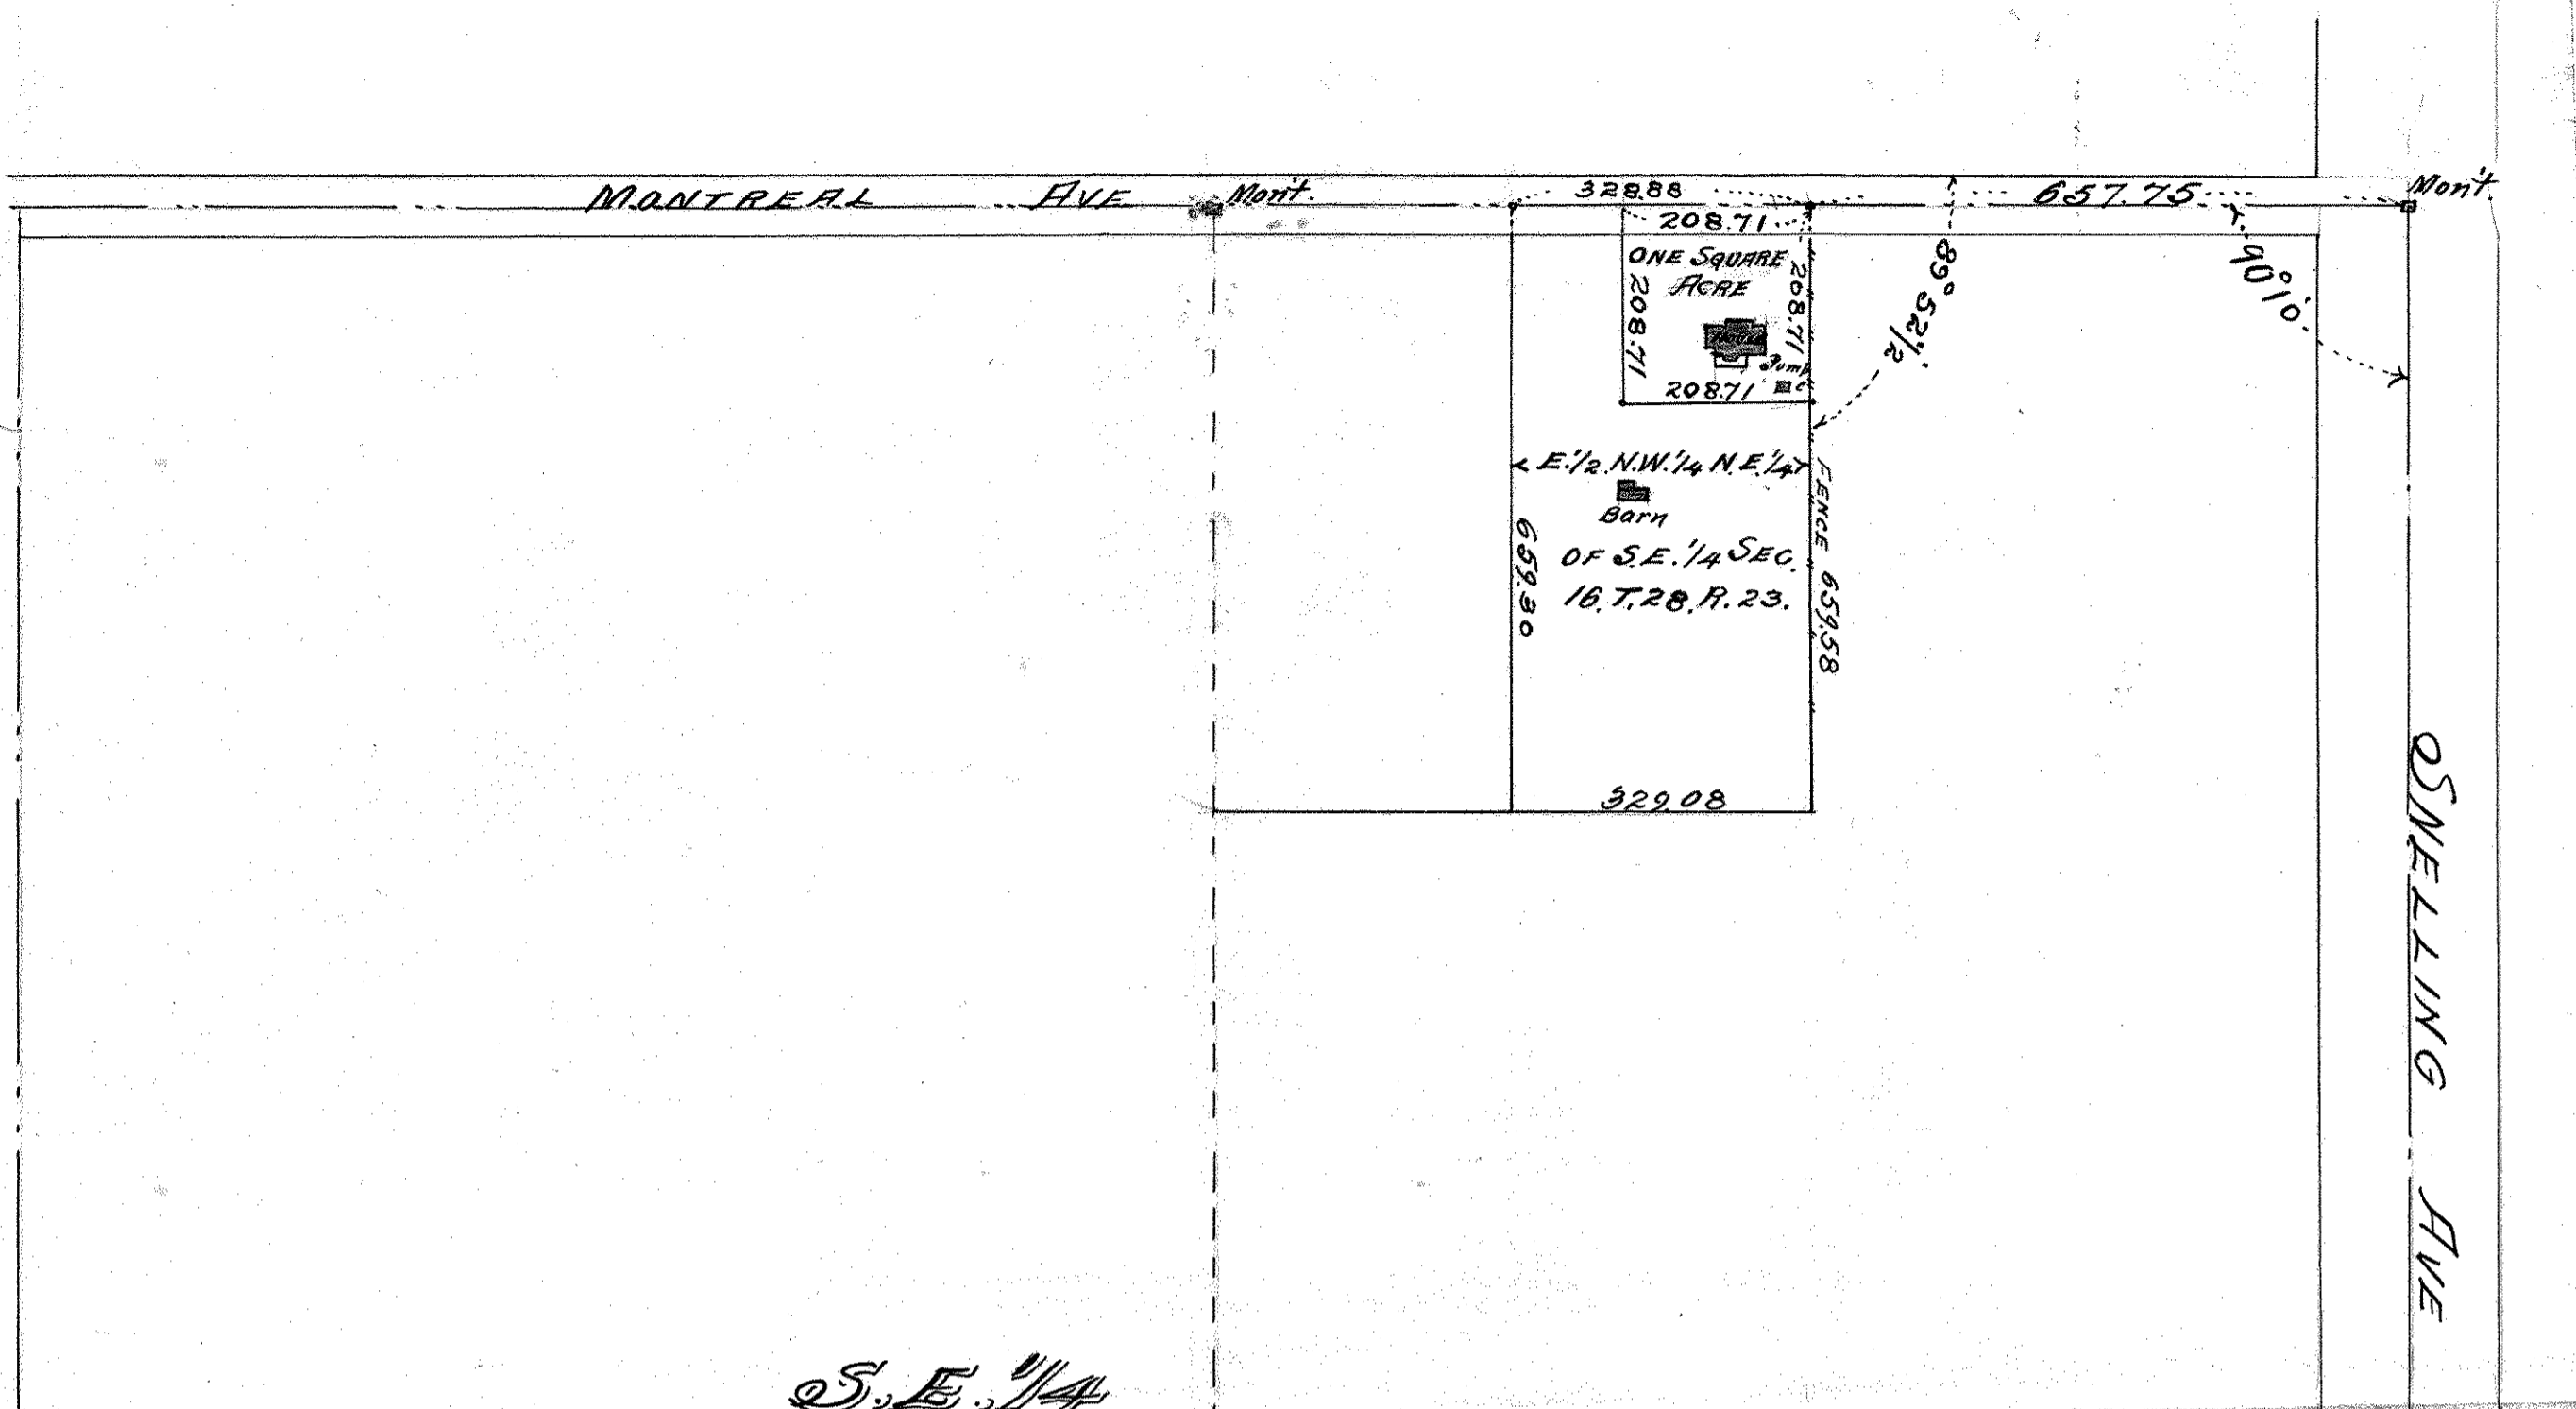 MONTREAL AVE
Mon't.
328.88
657.75
Mon't.
208.71
ONE SQUARE
ACRE
208.71
208.71
Pump
208.71
89° 52½'
90° 10'
E.1/2 N.W.1/4 N.E.1/4
Barn
OF S.E.1/4 SEC.
16. T.28. R.23.
659.30
FENCE 659.58
329.08
SNELLING AVE
S.E. 1/4